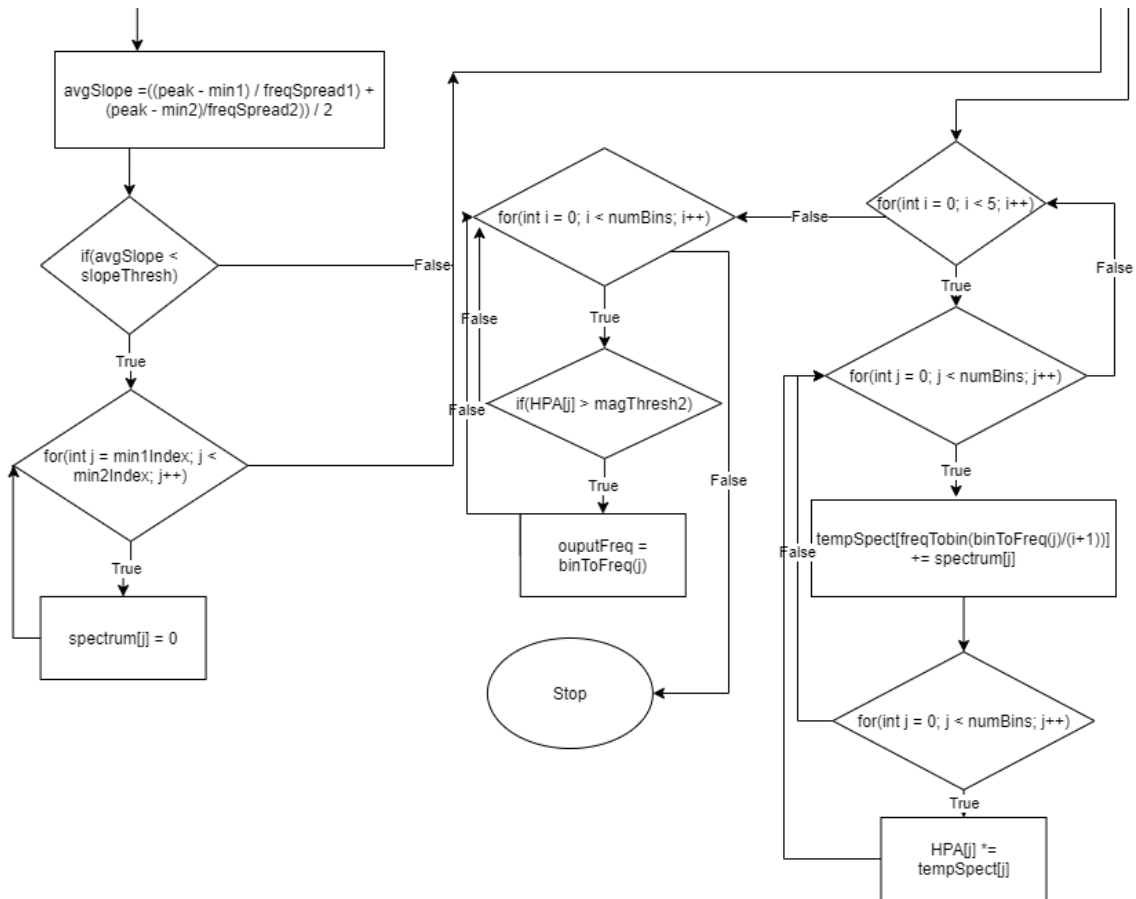 avgSlope =((peak - min1) / freqSpread1) +
(peak - min2)/freqSpread2)) / 2
if(avgSlope <
slopeThresh)
False
True
for(int j = min1Index; j <
min2Index; j++)
True
spectrum[j] = 0
for(int i = 0; i < numBins; i++)
False
True
False
if(HPA[j] > magThresh2)
False
True
False
ouputFreq =
binToFreq(j)
Stop
for(int i = 0; i < 5; i++)
False
True
for(int j = 0; j < numBins; j++)
True
tempSpect[freqTobin(binToFreq(j)/(i+1))]
+= spectrum[j]
False
for(int j = 0; j < numBins; j++)
True
HPA[j] *=
tempSpect[j]